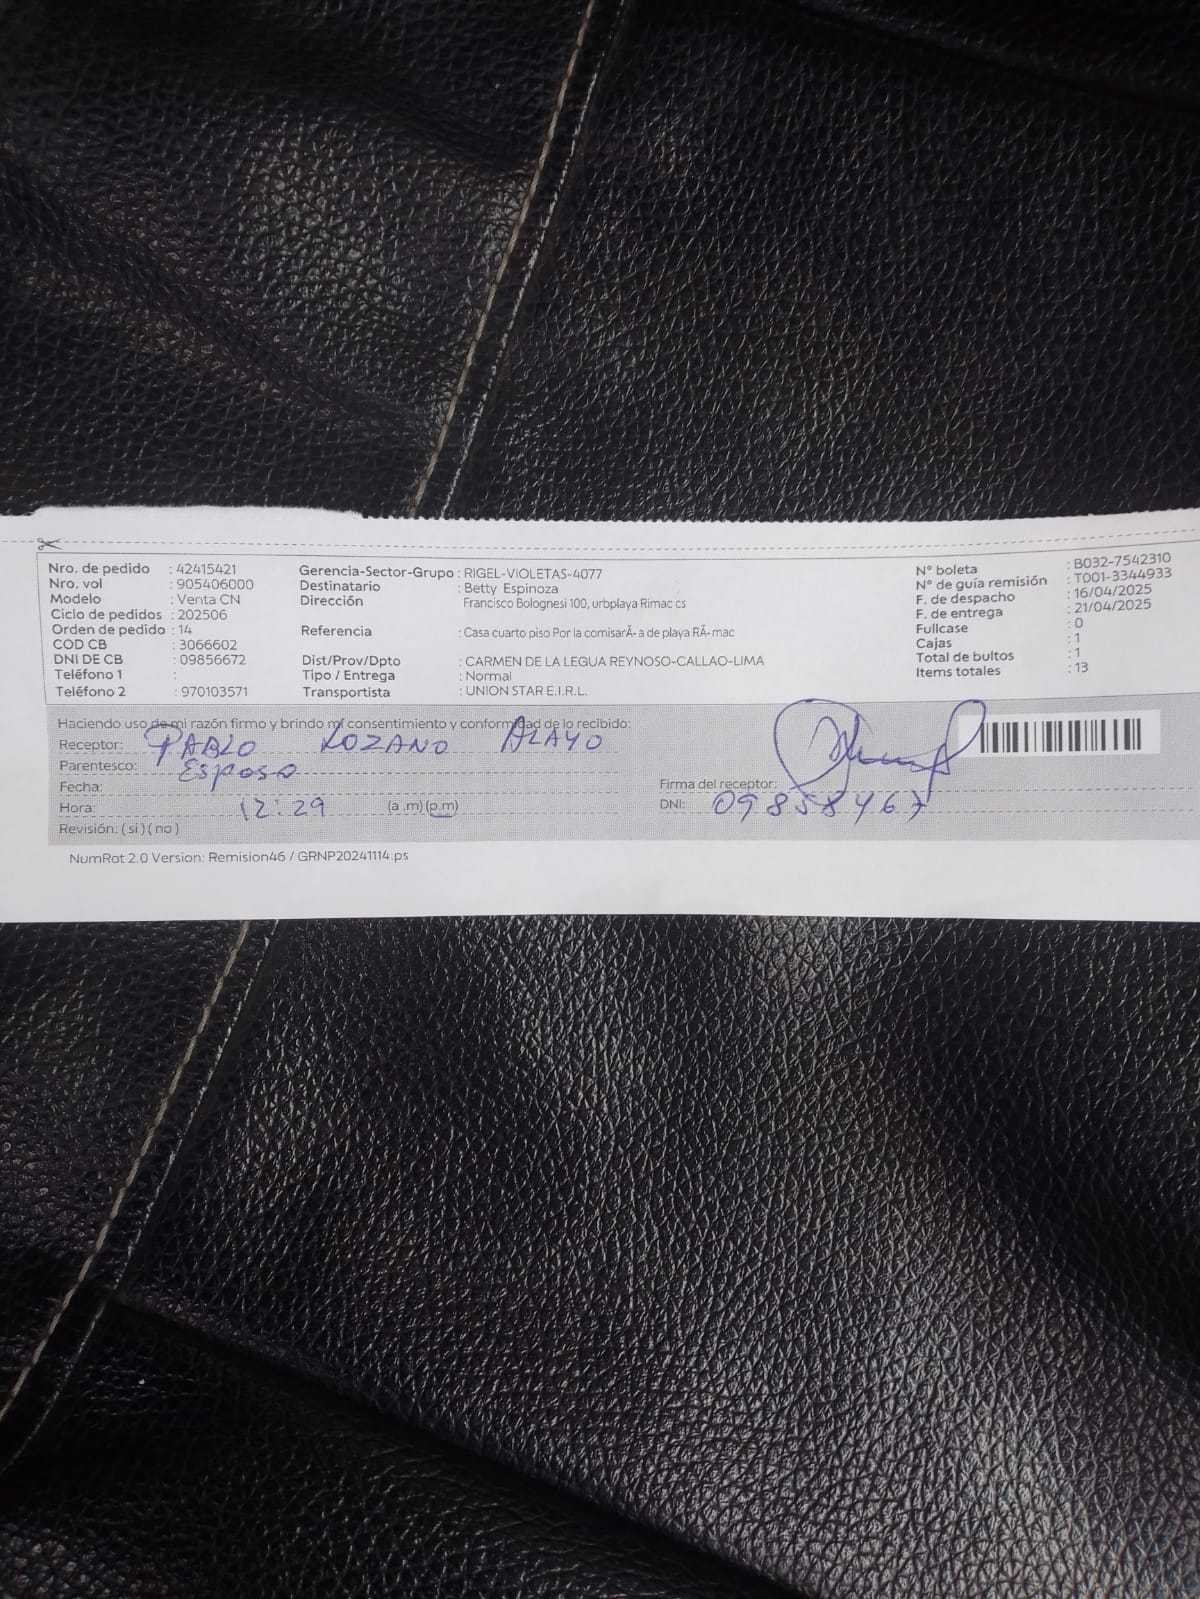 Nro. de pedido : 42415421
Nro. vol : 905406000
Modelo : Venta CN
Ciclo de pedidos : 202506
Orden de pedido : 14
COD CB : 3066602
DNI DE CB : 09856672
Teléfono 1 :
Teléfono 2 : 970103571
Gerencia-Sector-Grupo : RIGEL-VIOLETAS-4077
Destinatario : Betty Espinoza
Dirección Francisco Bolognesi 100, urbplaya Rimac cs
Referencia : Casa cuarto piso Por la comisarÃ- a de playa RÃ- mac
Dist/Prov/Dpto : CARMEN DE LA LEGUA REYNOSO-CALLAO-LIMA
Tipo / Entrega : Normal
Transportista : UNION STAR E.I.R.L.
N° boleta : B032-7542310
N° de guía remisión : T001-3344933
F. de despacho : 16/04/2025
F. de entrega : 21/04/2025
Fullcase : 0
Cajas : 1
Total de bultos : 1
Items totales : 13
Haciendo uso de mi razón firmo y brindo mi consentimiento y conformidad de lo recibido:
Receptor: PABLO LOZANO ALAYO
Parentesco: Esposo
Fecha:
Hora: 12:29 (a .m) (p.m)
Revisión: ( si ) ( no )
Firma del receptor:
DNI: 09858467
NumRot 2.0 Version: Remision46 / GRNP20241114.ps